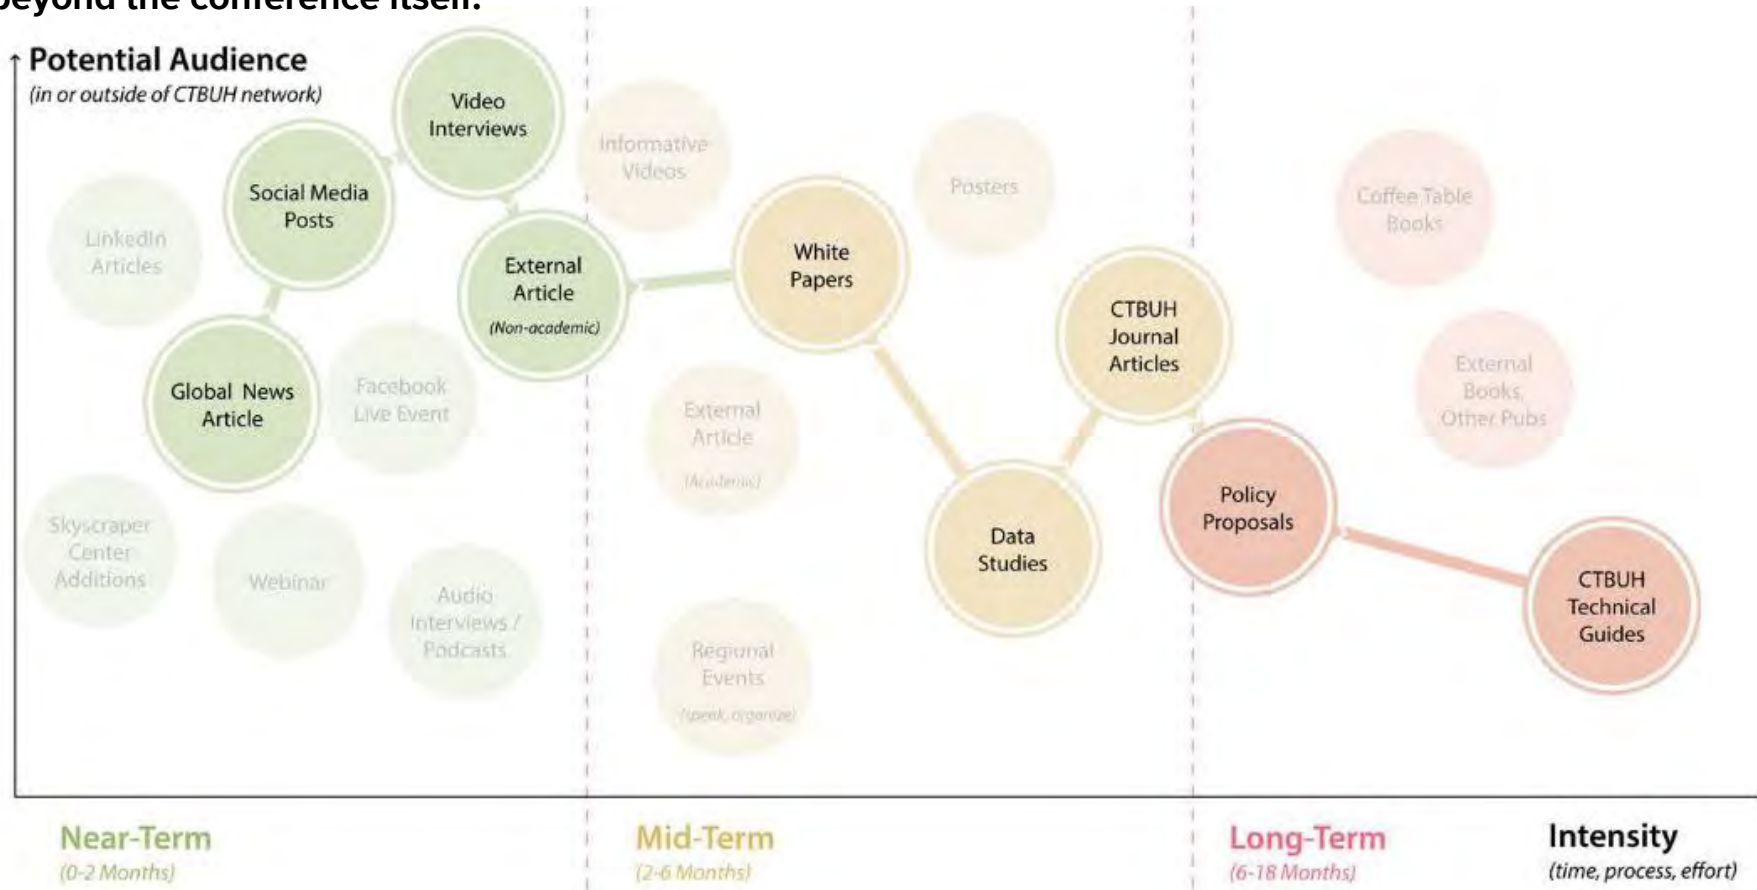 beyond the conference itself.
Potential Audience
(in or outside of CTBUH network)
Video
Interviews
Informative
Videos
Social Media
Posts
White
Papers
Posters
Coffee Table
Books
LinkedIn
Articles
External
Article
(Non-academic)
CTBUH
Journal
Articles
Global News
Article
Facebook
Live Event
External
Article
(Academic)
External
Books,
Other Pubs
Policy
Proposals
Skyscraper
Center
Additions
Webinar
Audio
Interviews /
Podcasts
Data
Studies
CTBUH
Technical
Guides
Regional
Events
(speak, organize)
Near-Term
(0-2 Months)
Mid-Term
(2-6 Months)
Long-Term
(6-18 Months)
Intensity
(time, process, effort)